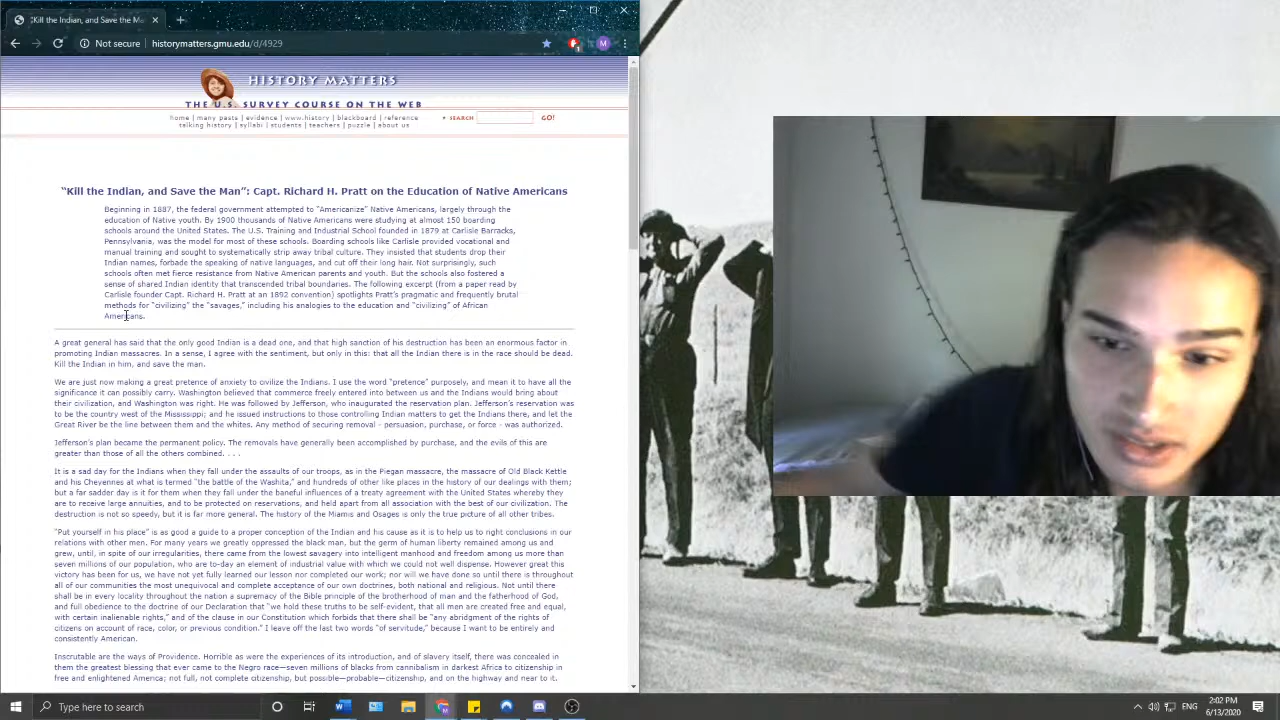 "Kill the Indian, and Save the Ma
Not secure | historymatters.gmu.edu/d/4929
M
HISTORY MATTERS
THE U.S. SURVEY COURSE ON THE WEB
home | many pasts | evidence | www.history | blackboard | reference
talking history | syllabi | students | teachers | puzzle | about us
SEARCH GO!
“Kill the Indian, and Save the Man”: Capt. Richard H. Pratt on the Education of Native Americans
Beginning in 1887, the federal government attempted to “Americanize” Native Americans, largely through the
education of Native youth. By 1900 thousands of Native Americans were studying at almost 150 boarding
schools around the United States. The U.S. Training and Industrial School founded in 1879 at Carlisle Barracks,
Pennsylvania, was the model for most of these schools. Boarding schools like Carlisle provided vocational and
manual training and sought to systematically strip away tribal culture. They insisted that students drop their
Indian names, forbade the speaking of native languages, and cut off their long hair. Not surprisingly, such
schools often met fierce resistance from Native American parents and youth. But the schools also fostered a
sense of shared Indian identity that transcended tribal boundaries. The following excerpt (from a paper read by
Carlisle founder Capt. Richard H. Pratt at an 1892 convention) spotlights Pratt’s pragmatic and frequently brutal
methods for “civilizing” the “savages,” including his analogies to the education and “civilizing” of African
Americans.
A great general has said that the only good Indian is a dead one, and that high sanction of his destruction has been an enormous factor in
promoting Indian massacres. In a sense, I agree with the sentiment, but only in this: that all the Indian there is in the race should be dead.
Kill the Indian in him, and save the man.
We are just now making a great pretence of anxiety to civilize the Indians. I use the word “pretence” purposely, and mean it to have all the
significance it can possibly carry. Washington believed that commerce freely entered into between us and the Indians would bring about
their civilization, and Washington was right. He was followed by Jefferson, who inaugurated the reservation plan. Jefferson’s reservation was
to be the country west of the Mississippi; and he issued instructions to those controlling Indian matters to get the Indians there, and let the
Great River be the line between them and the whites. Any method of securing removal - persuasion, purchase, or force - was authorized.
Jefferson’s plan became the permanent policy. The removals have generally been accomplished by purchase, and the evils of this are
greater than those of all the others combined. . . .
It is a sad day for the Indians when they fall under the assaults of our troops, as in the Piegan massacre, the massacre of Old Black Kettle
and his Cheyennes at what is termed “the battle of the Washita,” and hundreds of other like places in the history of our dealings with them;
but a far sadder day is it for them when they fall under the baneful influences of a treaty agreement with the United States whereby they
are to receive large annuities, and to be protected on reservations, and held apart from all association with the best of our civilization. The
destruction is not so speedy, but it is far more general. The history of the Miamis and Osages is only the true picture of all other tribes.
“Put yourself in his place” is as good a guide to a proper conception of the Indian and his cause as it is to help us to right conclusions in our
relations with other men. For many years we greatly oppressed the black man, but the germ of human liberty remained among us and
grew, until, in spite of our irregularities, there came from the lowest savagery into intelligent manhood and freedom among us more than
seven millions of our population, who are to-day an element of industrial value with which we could not well dispense. However great this
victory has been for us, we have not yet fully learned our lesson nor completed our work; nor will we have done so until there is throughout
all of our communities the most unequivocal and complete acceptance of our own doctrines, both national and religious. Not until there
shall be in every locality throughout the nation a supremacy of the Bible principle of the brotherhood of man and the fatherhood of God,
and full obedience to the doctrine of our Declaration that “we hold these truths to be self-evident, that all men are created free and equal,
with certain inalienable rights,” and of the clause in our Constitution which forbids that there shall be “any abridgment of the rights of
citizens on account of race, color, or previous condition.” I leave off the last two words “of servitude,” because I want to be entirely and
consistently American.
Inscrutable are the ways of Providence. Horrible as were the experiences of its introduction, and of slavery itself, there was concealed in
them the greatest blessing that ever came to the Negro race—seven millions of blacks from cannibalism in darkest Africa to citizenship in
free and enlightened America; not full, not complete citizenship, but possible—probable—citizenship, and on the highway and near to it.
Type here to search
ENG
2:02 PM
6/13/2020